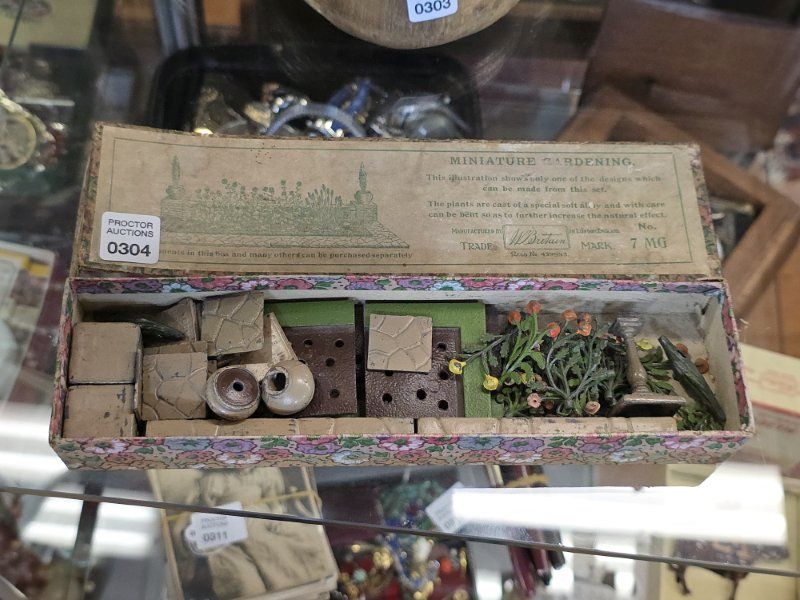 0303
MINIATURE GARDENING.
This illustration shows only one of the designs which
can be made from this set.
The plants are cast of a special soft alloy and with care
can be bent so as to further increase the natural effect.
MANUFACTURED BY W Britain
TRADE MARK.
No.
7 MG
PROCTOR
AUCTIONS
0304
in this box and many others can be purchased separately
PROCTOR
AUCTIONS
0311